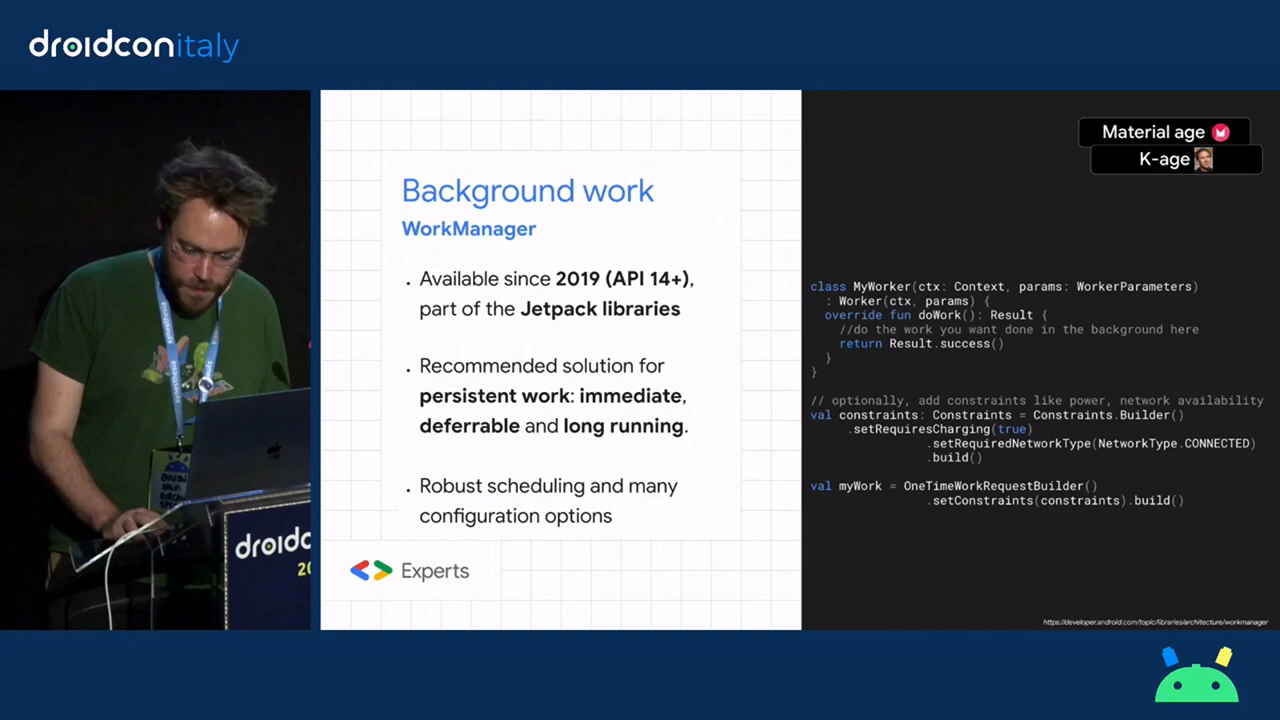 droidconitaly
Material age
K-age
Background work
WorkManager
. Available since 2019 (API 14+),
part of the Jetpack libraries
. Recommended solution for
persistent work: immediate,
deferrable and long running.
. Robust scheduling and many
configuration options
<> Experts
class MyWorker(ctx: Context, params: WorkerParameters)
: Worker(ctx, params) {
override fun doWork(): Result {
//do the work you want done in the background here
return Result.success()
}
}
// optionally, add constraints like power, network availability
val constraints: Constraints = Constraints.Builder()
.setRequiresCharging(true)
.setRequiredNetworkType(NetworkType.CONNECTED)
.build()
val myWork = OneTimeWorkRequestBuilder()
.setConstraints(constraints).build()
https://developer.android.com/topic/libraries/architecture/workmanager
droidc
20